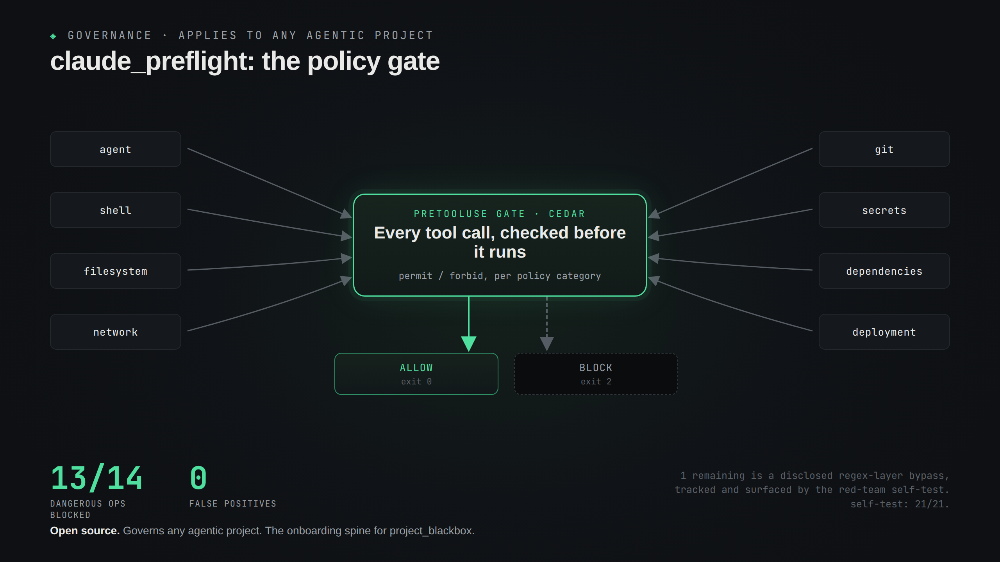 ◈ GOVERNANCE · APPLIES TO ANY AGENTIC PROJECT
claude_preflight: the policy gate
agent
shell
filesystem
network
PRETOOLUSE GATE · CEDAR
Every tool call, checked before
it runs
permit / forbid, per policy category
ALLOW
exit 0
BLOCK
exit 2
git
secrets
dependencies
deployment
13/14
DANGEROUS OPS
BLOCKED
0
FALSE POSITIVES
1 remaining is a disclosed regex-layer bypass,
tracked and surfaced by the red-team self-test.
self-test: 21/21.
Open source. Governs any agentic project. The onboarding spine for project_blackbox.